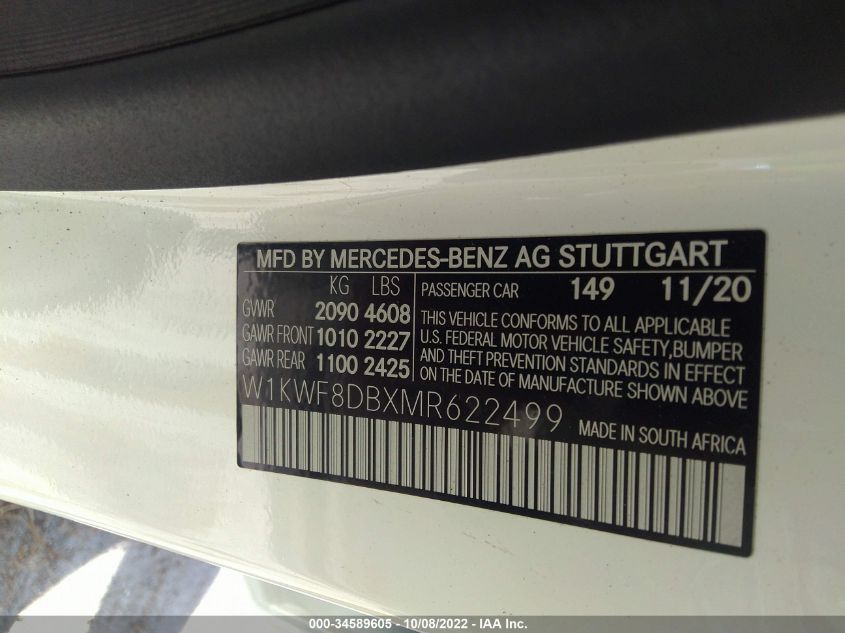 MFD BY MERCEDES-BENZ AG STUTTGART
KG LBS
GVWR 2090 4608
GAWR FRONT 1010 2227
GAWR REAR 1100 2425
PASSENGER CAR 149 11/20
THIS VEHICLE CONFORMS TO ALL APPLICABLE
U.S. FEDERAL MOTOR VEHICLE SAFETY,BUMPER
AND THEFT PREVENTION STANDARDS IN EFFECT
ON THE DATE OF MANUFACTURE SHOWN ABOVE
W1KWF8DBXMR622499
MADE IN SOUTH AFRICA
000-34589605 - 10/08/2022 - IAA Inc.